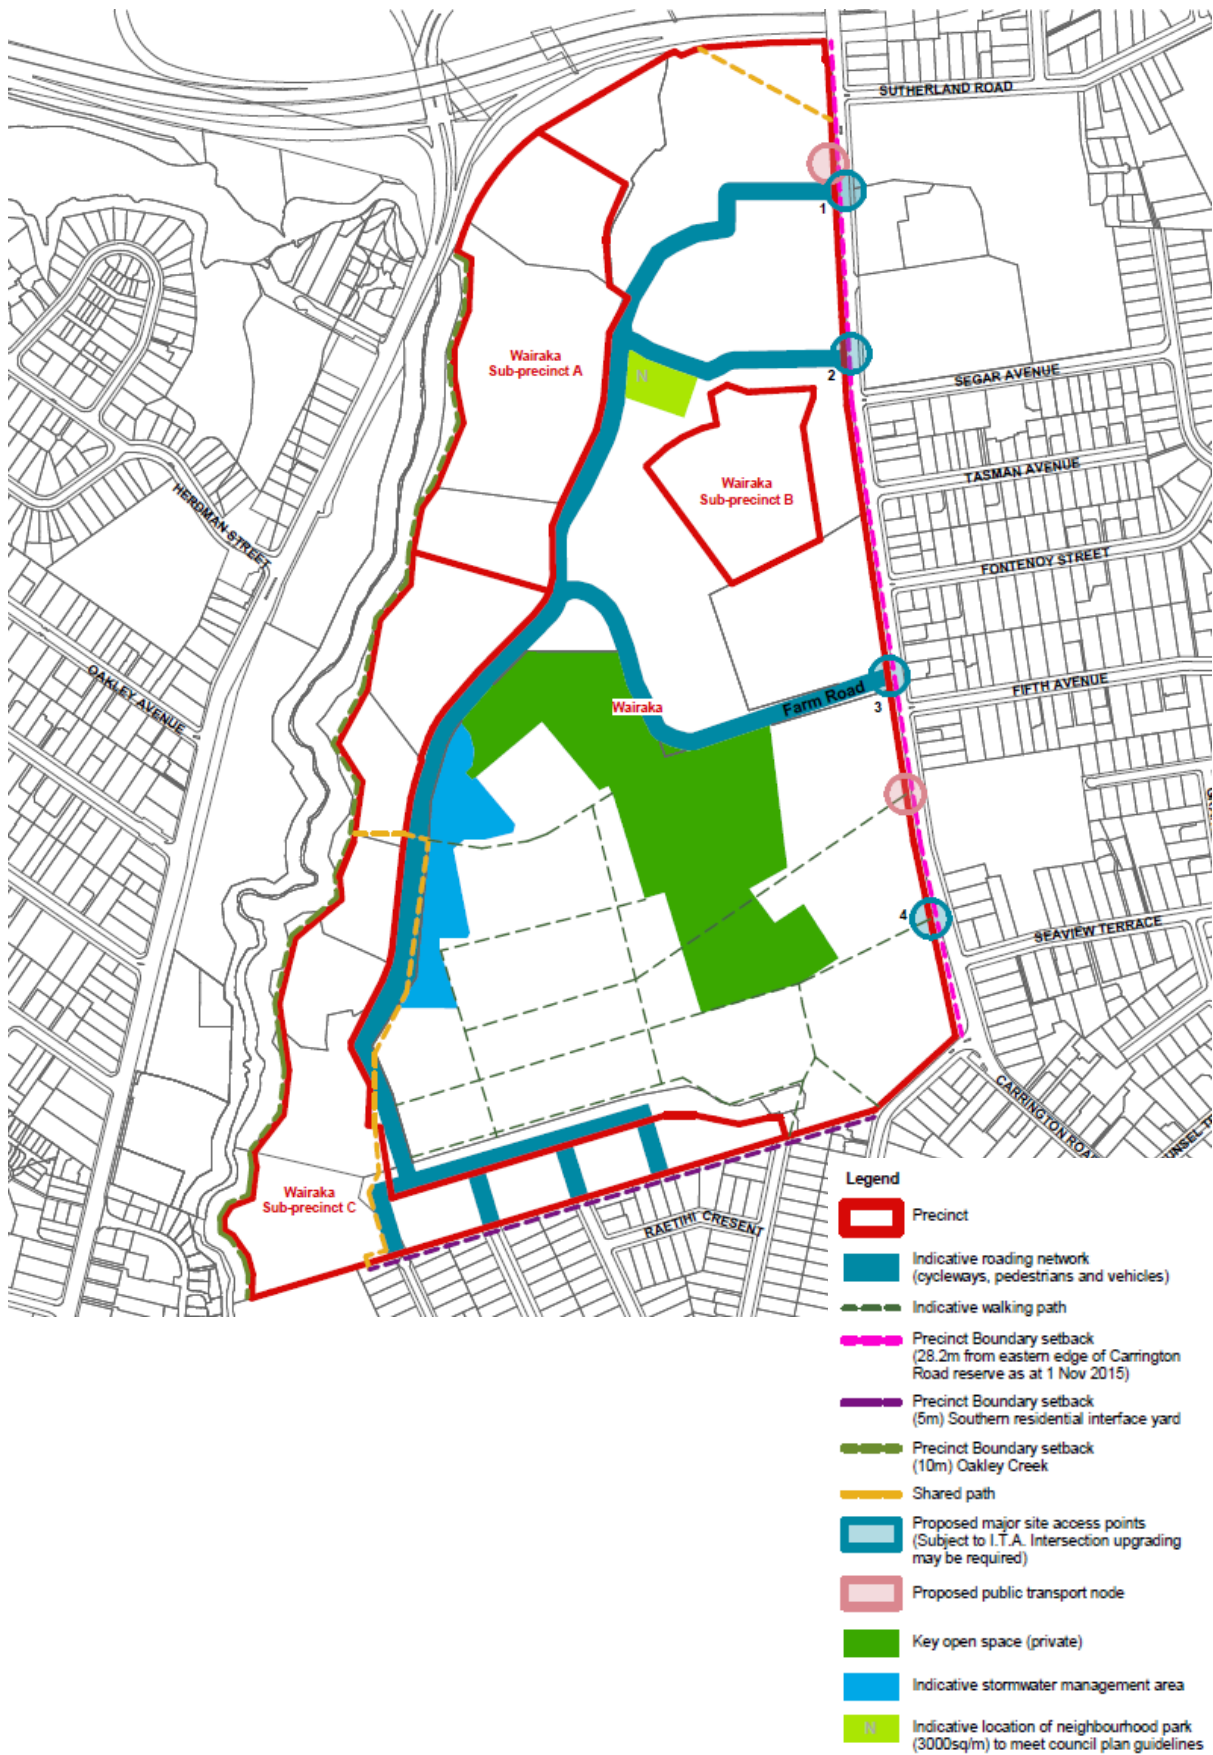 SUTHERLAND ROAD
1
Wairaka
Sub-precinct A
2
N
SEGAR AVENUE
TASMAN AVENUE
Wairaka
Sub-precinct B
HERDMAN STREET
FONTENOY STREET
OAKLEY AVENUE
FIFTH AVENUE
Farm Road
Wairaka
3
4
SEAVIEW TERRACE
CARRINGTON ROA
Wairaka
Sub-precinct C
RAETIHI CRESENT
Legend
Precinct
Indicative roading network
(cycleways, pedestrians and vehicles)
Indicative walking path
Precinct Boundary setback
(28.2m from eastern edge of Carrington
Road reserve as at 1 Nov 2015)
Precinct Boundary setback
(5m) Southern residential interface yard
Precinct Boundary setback
(10m) Oakley Creek
Shared path
Proposed major site access points
(Subject to I.T.A. Intersection upgrading
may be required)
Proposed public transport node
Key open space (private)
Indicative stormwater management area
N
Indicative location of neighbourhood park
(3000sq/m) to meet council plan guidelines